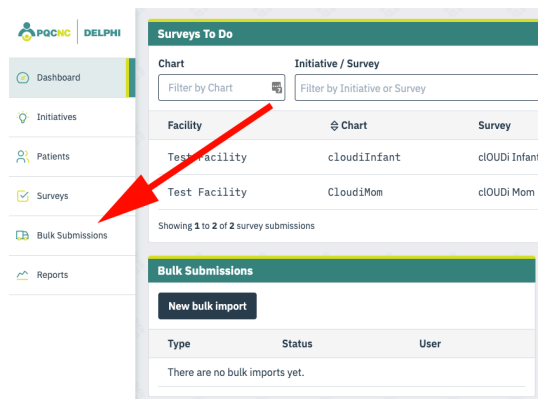 PQCNC DELPHI
Dashboard
Initiatives
Patients
Surveys
Bulk Submissions
Reports
Surveys To Do
Chart Initiative / Survey
Filter by Chart Filter by Initiative or Survey
Facility Chart Survey
Test Facility cloudiInfant clOUDi Infant
Test Facility CloudiMom clOUDi Mom
Showing 1 to 2 of 2 survey submissions
Bulk Submissions
New bulk import
Type Status User
There are no bulk imports yet.